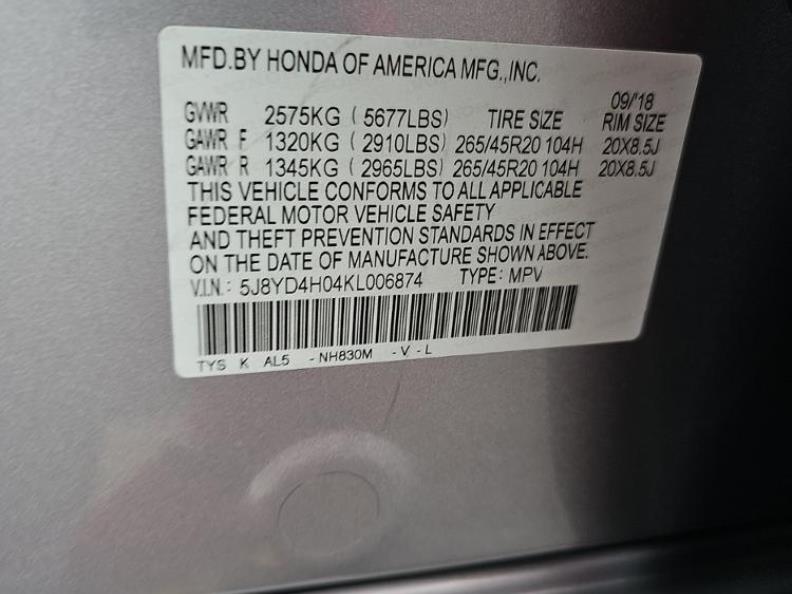 MFD.BY HONDA OF AMERICA MFG.,INC.
09/'18
GVWR 2575KG ( 5677LBS) TIRE SIZE RIM SIZE
GAWR F 1320KG ( 2910LBS) 265/45R20 104H 20X8.5J
GAWR R 1345KG ( 2965LBS) 265/45R20 104H 20X8.5J
THIS VEHICLE CONFORMS TO ALL APPLICABLE
FEDERAL MOTOR VEHICLE SAFETY
AND THEFT PREVENTION STANDARDS IN EFFECT
ON THE DATE OF MANUFACTURE SHOWN ABOVE.
V.I.N.: 5J8YD4H04KL006874 TYPE: MPV
TYS K AL5 -NH830M -V-L